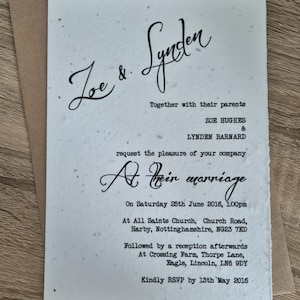 Zoe & Lynden
Together with their parents
ZOE HUGHES
&
LYNDEN BARNARD
request the pleasure of your company
At their marriage
On Saturday 25th June 2016, 1.00pm
At All Saints Church, Church Road,
Harby, Nottinghamshire, NG23 7ED
Followed by a reception afterwards
At Crossing Farm, Thorpe Lane,
Eagle, Lincoln, LN6 9DY
Kindly RSVP by 13th May 2016